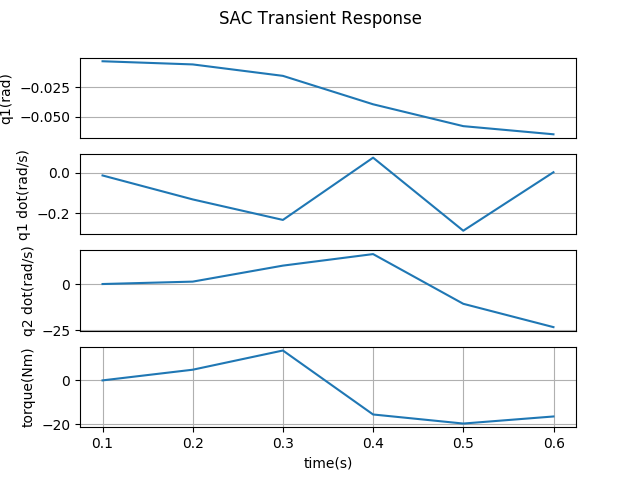 SAC Transient Response
q1(rad)
−0.025
−0.050
q1 dot(rad/s)
0.0
−0.2
q2 dot(rad/s)
0
−25
torque(Nm)
0
−20
0.1 0.2 0.3 0.4 0.5 0.6
time(s)